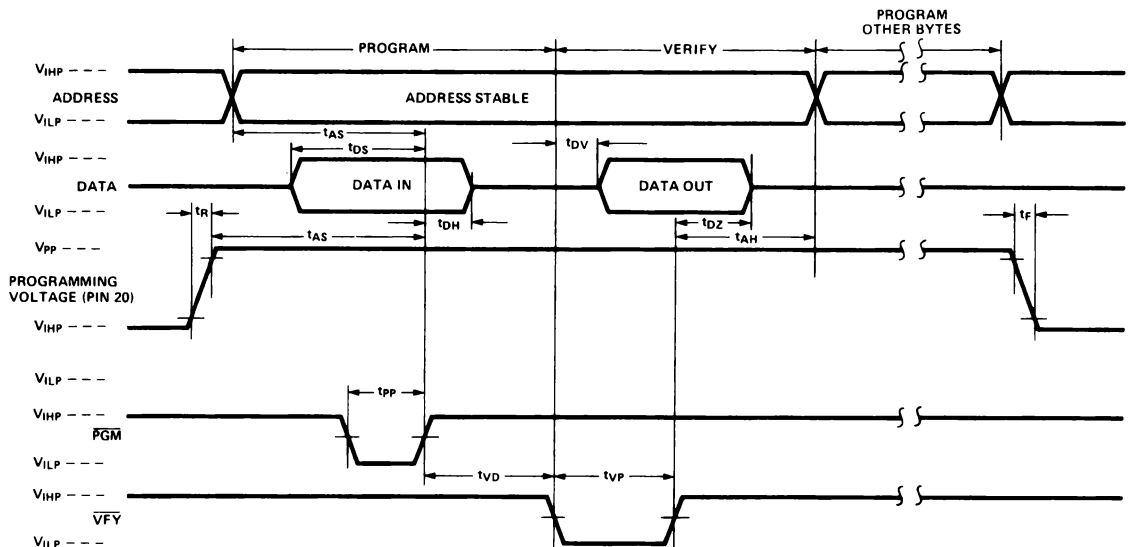 PROGRAM
OTHER BYTES
PROGRAM
VERIFY
VIHP
ADDRESS
ADDRESS STABLE
VILP
tAS
tDS
tDV
VIHP
DATA
DATA IN
DATA OUT
VILP
tR
tDH
tDZ
tF
tAS
tAH
VPP
PROGRAMMING
VOLTAGE (PIN 20)
VIHP
VILP
tPP
VIHP
PGM
VILP
tVD
tVP
VIHP
VFY
VILP